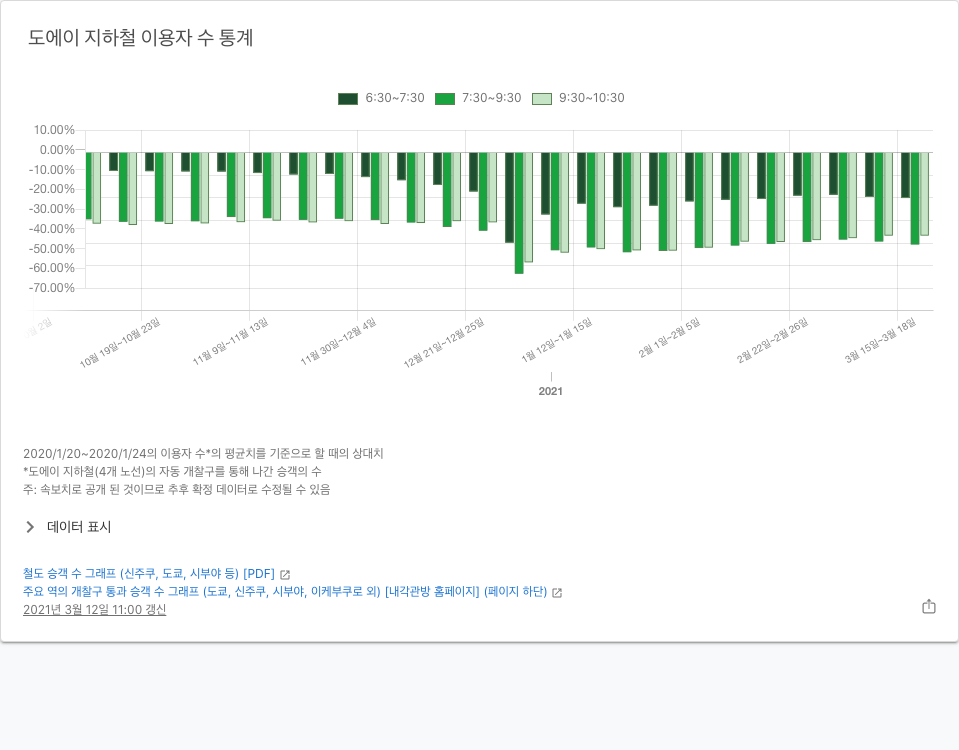 도에이 지하철 이용자 수 통계
6:30~7:30 7:30~9:30 9:30~10:30
10.00%
0.00%
-10.00%
-20.00%
-30.00%
-40.00%
-50.00%
-60.00%
-70.00%
10월 19일~10월 23일
11월 9일~11월 13일
11월 30일~12월 4일
12월 21일~12월 25일
1월 12일~1월 15일
2월 1일~2월 5일
2월 22일~2월 26일
3월 15일~3월 18일
2021
2020/1/20~2020/1/24의 이용자 수*의 평균치를 기준으로 할 때의 상대치
*도에이 지하철(4개 노선)의 자동 개찰구를 통해 나간 승객의 수
주: 속보치로 공개 된 것이므로 추후 확정 데이터로 수정될 수 있음
데이터 표시
철도 승객 수 그래프 (신주쿠, 도쿄, 시부야 등) [PDF]
주요 역의 개찰구 통과 승객 수 그래프 (도쿄, 신주쿠, 시부야, 이케부쿠로 외) [내각관방 홈페이지] (페이지 하단)
2021년 3월 12일 11:00 갱신